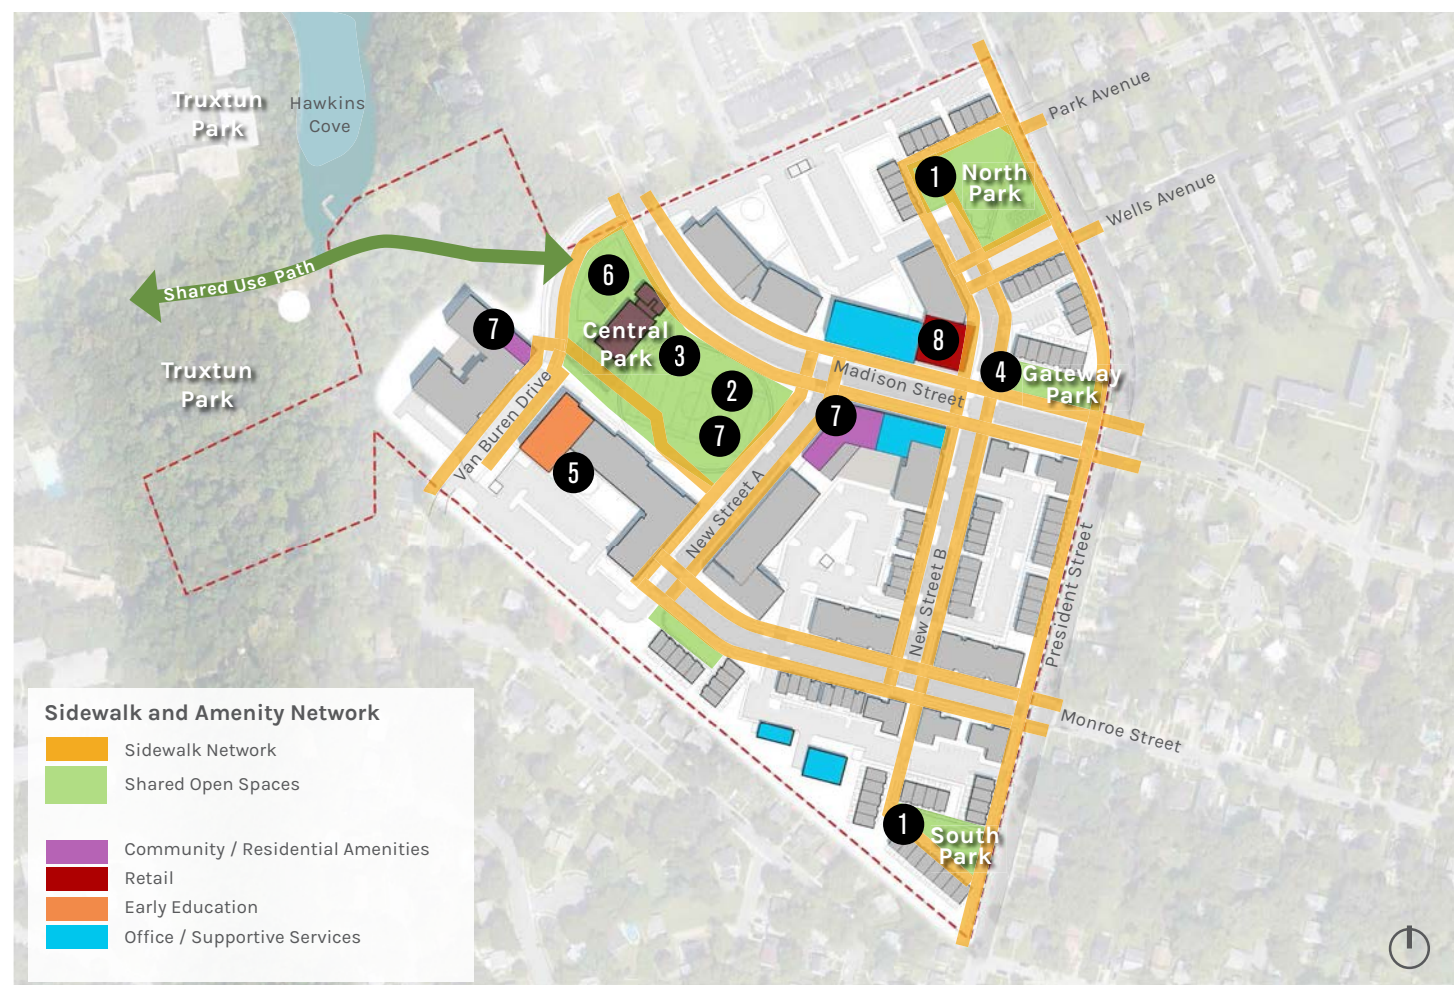 Truxtun
Park
Hawkins
Cove
Park Avenue
1
North
Park
Wells Avenue
Shared Use Path
6
7
Central
Park
3
8
4
Gateway
Park
Truxtun
Park
2
Madison Street
7
7
Van Buren Drive
5
New Street A
New Street B
President Street
Monroe Street
1
South
Park
Sidewalk and Amenity Network
Sidewalk Network
Shared Open Spaces
Community / Residential Amenities
Retail
Early Education
Office / Supportive Services